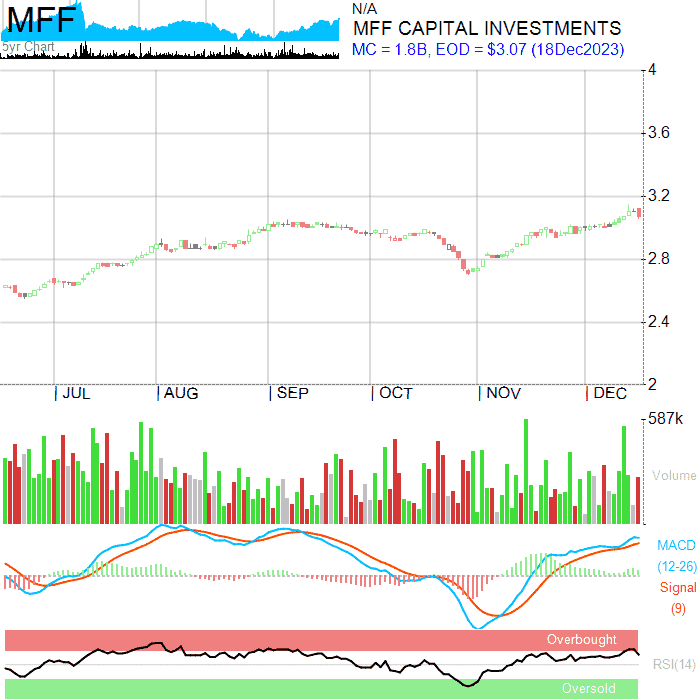 MFF
5yr Chart
N/A
MFF CAPITAL INVESTMENTS
MC = 1.8B, EOD = $3.07 (18Dec2023)
4
3.6
3.2
2.8
2.4
2
JUL AUG SEP OCT NOV DEC
587k
Volume
MACD
(12-26)
Signal
(9)
Overbought
RSI(14)
Oversold